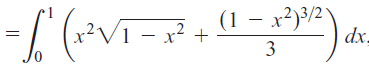 = ∫₀¹ (x²√(1 − x²) + (1 − x²)^{3/2}/3) dx.